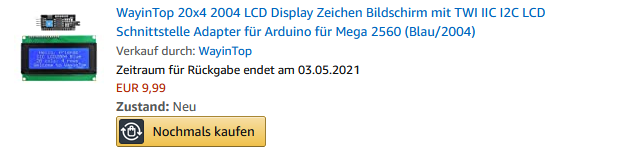 WayinTop 20x4 2004 LCD Display Zeichen Bildschirm mit TWI IIC I2C LCD
Schnittstelle Adapter für Arduino für Mega 2560 (Blau/2004)
Verkauf durch: WayinTop
Zeitraum für Rückgabe endet am 03.05.2021
EUR 9,99
Zustand: Neu
Nochmals kaufen